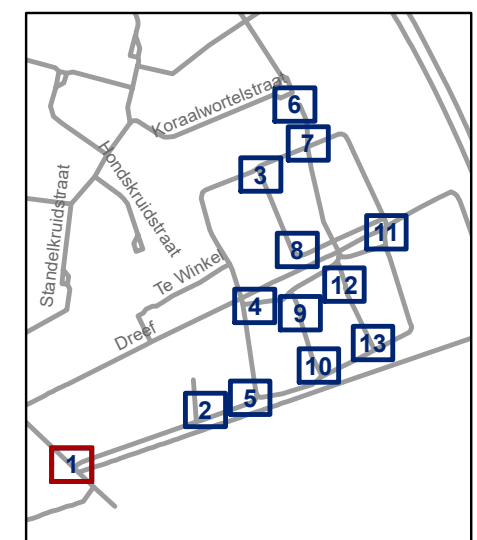 Koraalwortelstraat
6
7
Hondskruidstraat
3
Standelkruidstraat
11
8
Te Winkel
12
4
9
Dreef
13
10
5
2
1